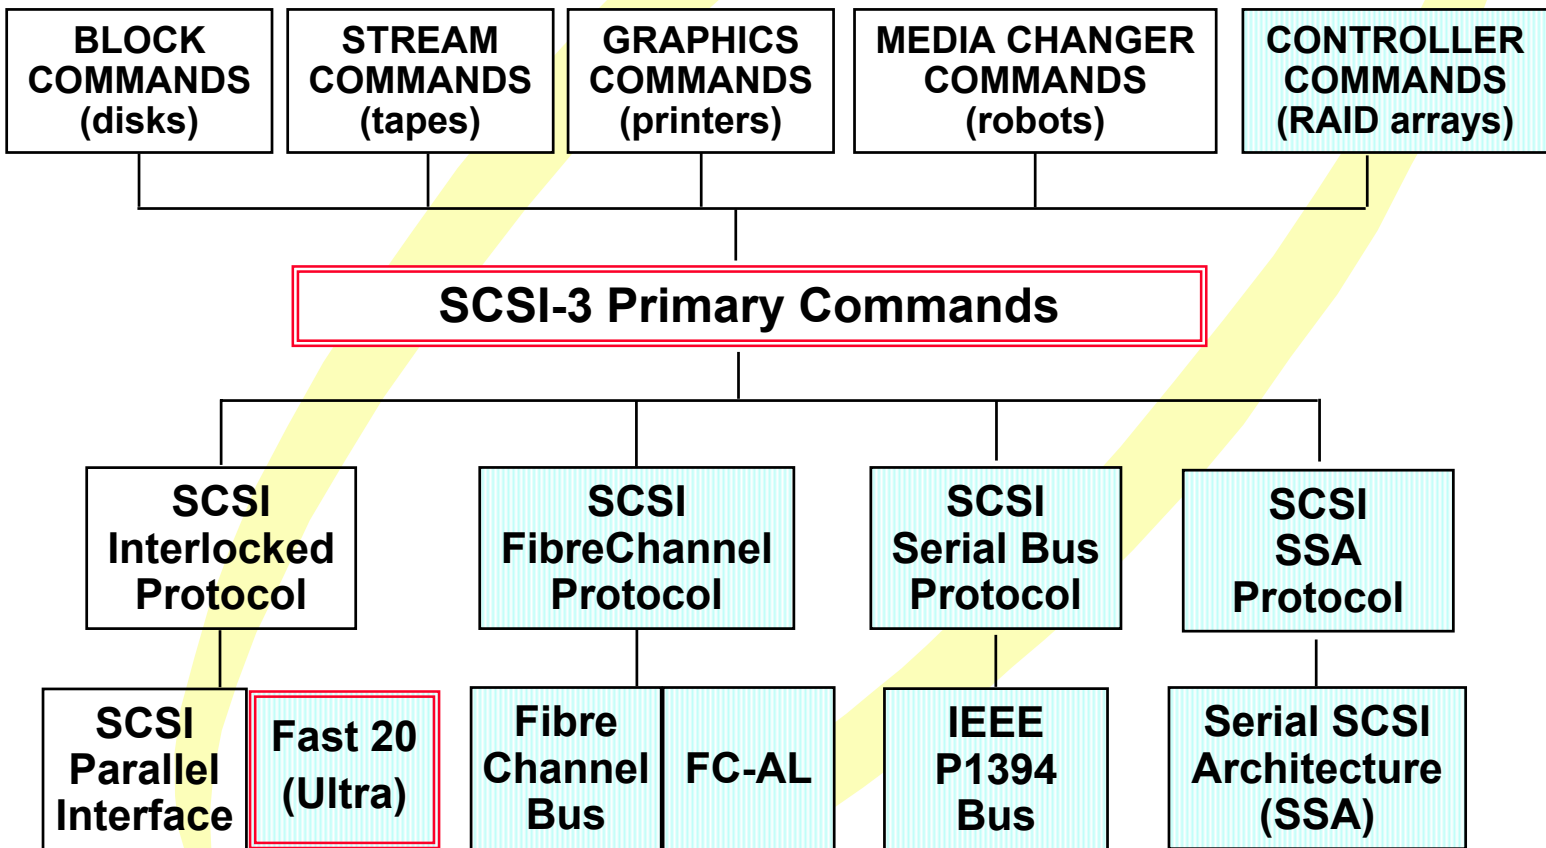 BLOCK
COMMANDS
(disks)
STREAM
COMMANDS
(tapes)
GRAPHICS
COMMANDS
(printers)
MEDIA CHANGER
COMMANDS
(robots)
CONTROLLER
COMMANDS
(RAID arrays)
SCSI-3 Primary Commands
SCSI
Interlocked
Protocol
SCSI
FibreChannel
Protocol
SCSI
Serial Bus
Protocol
SCSI
SSA
Protocol
SCSI
Parallel
Interface
Fast 20
(Ultra)
Fibre
Channel
Bus
FC-AL
IEEE
P1394
Bus
Serial SCSI
Architecture
(SSA)